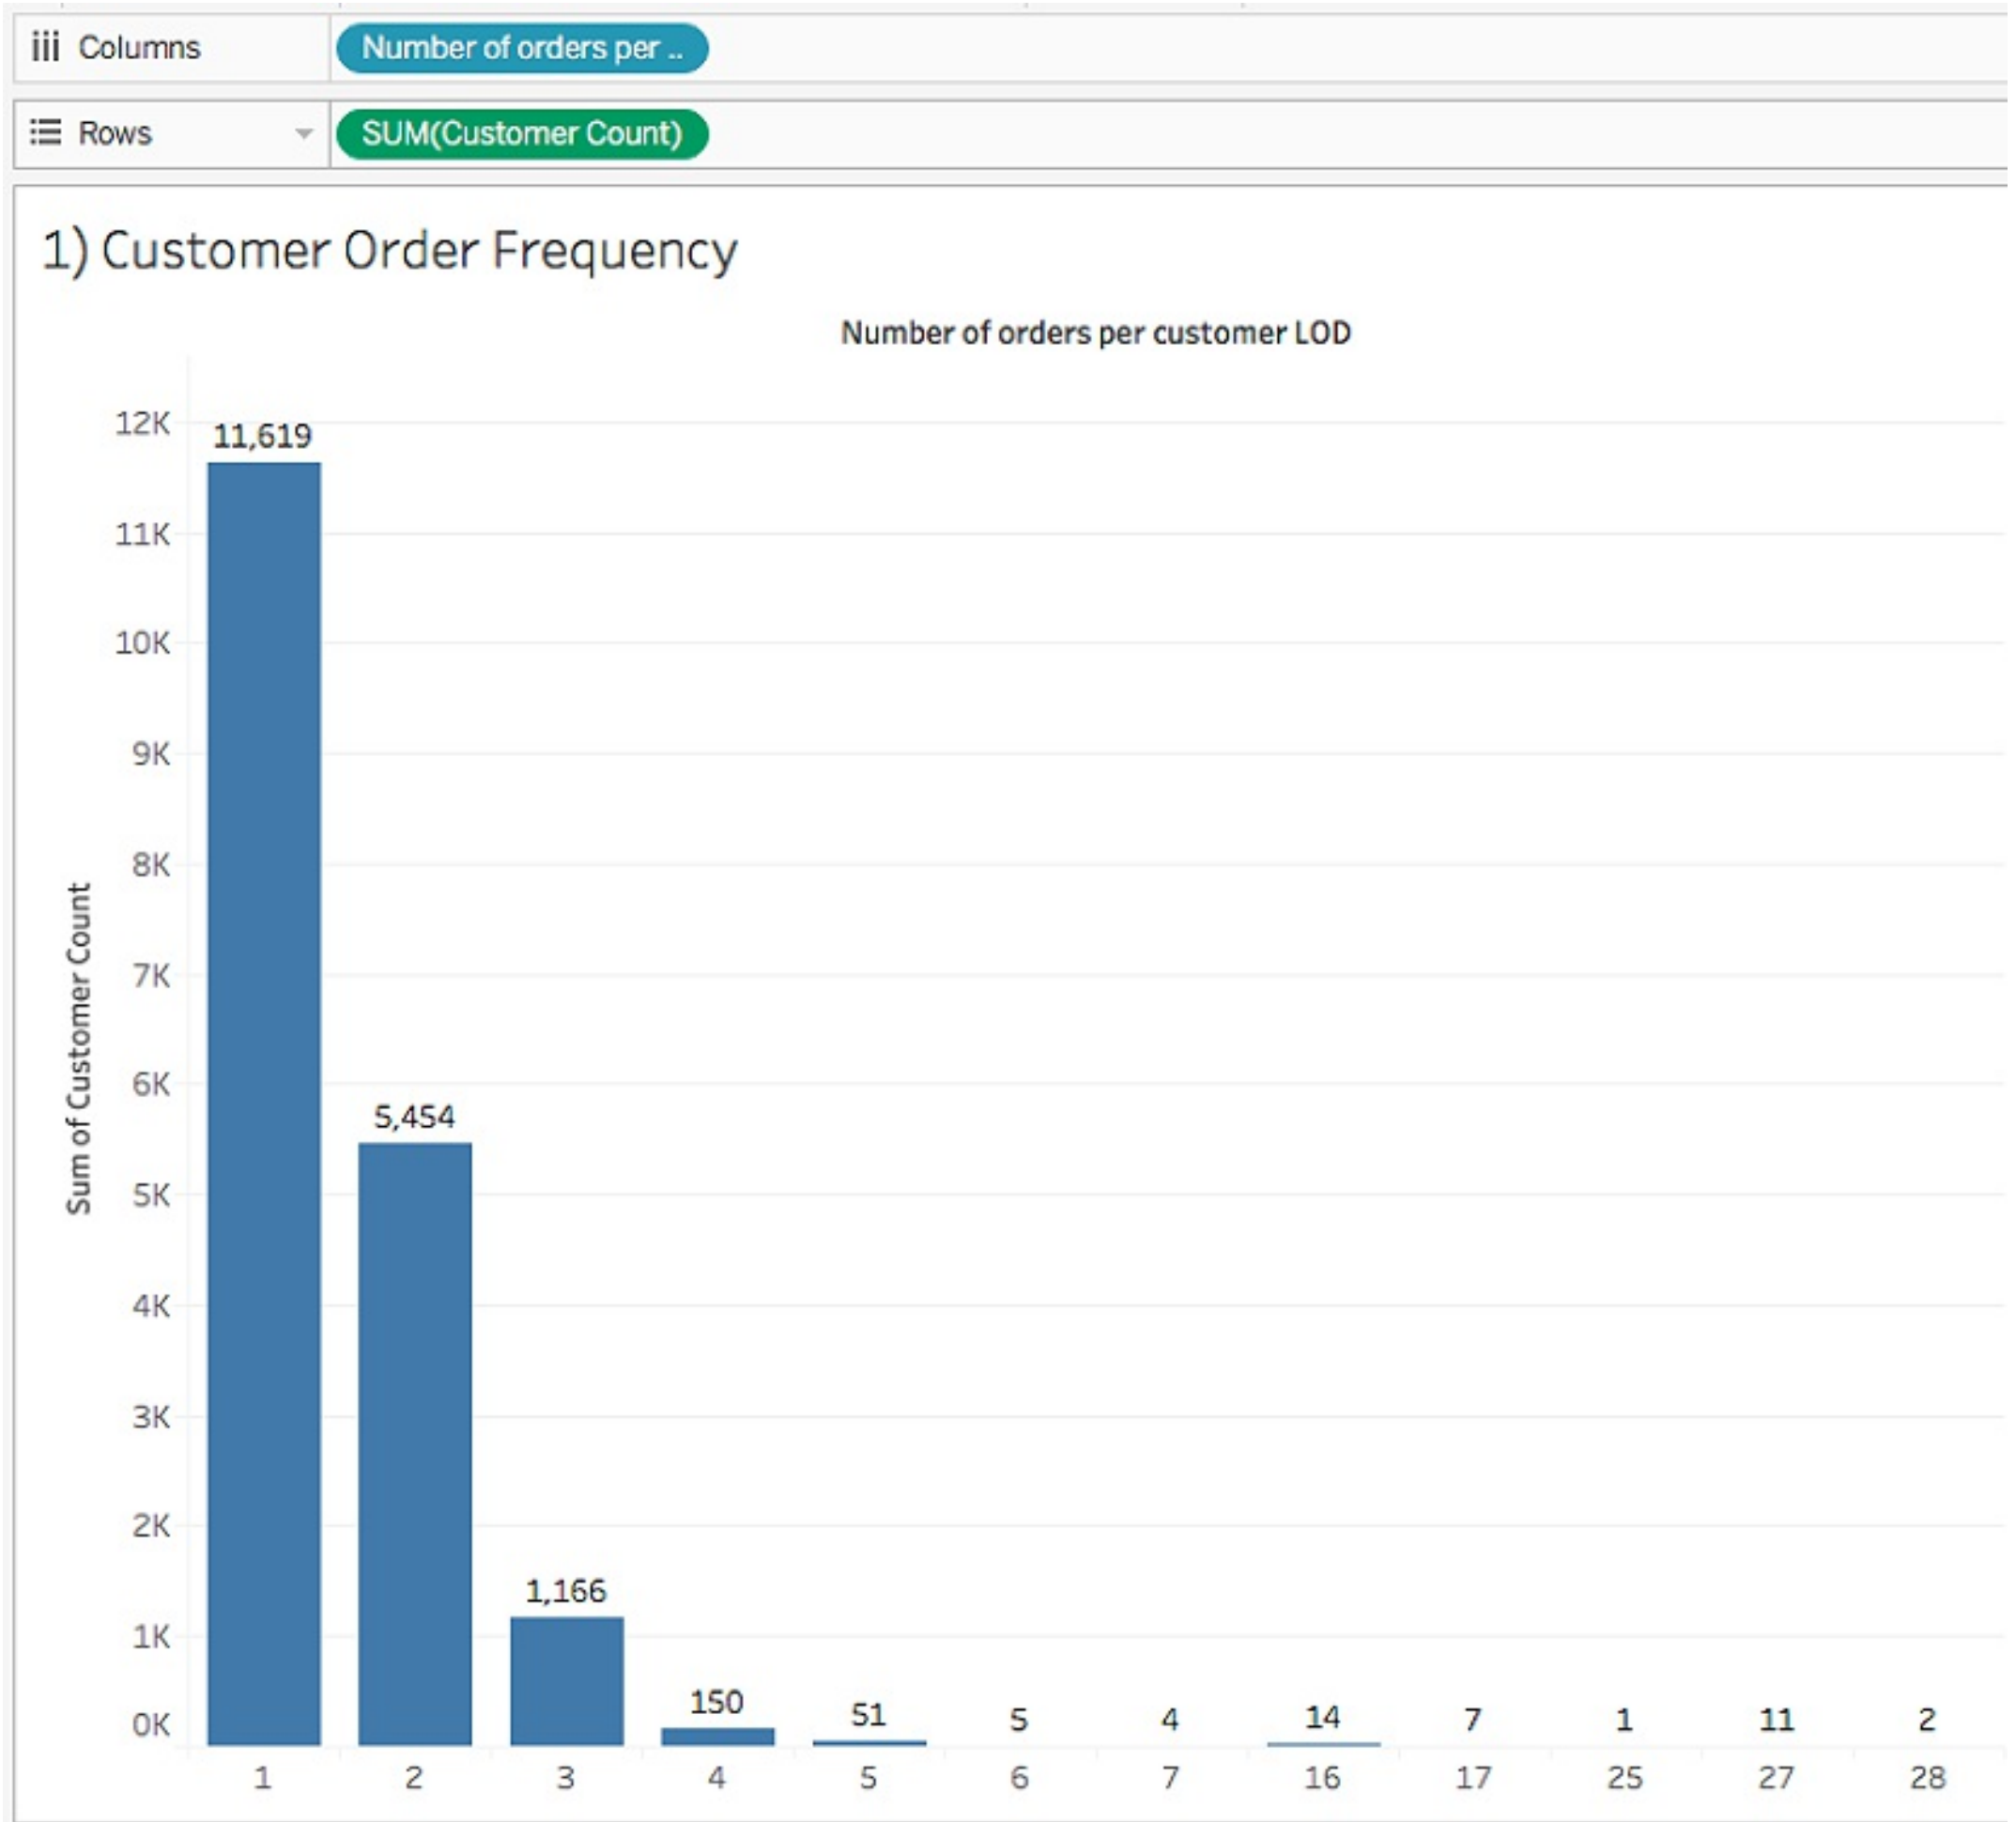 Columns
Number of orders per ..
Rows
SUM(Customer Count)
1) Customer Order Frequency
Number of orders per customer LOD
Sum of Customer Count
12K
11K
10K
9K
8K
7K
6K
5K
4K
3K
2K
1K
0K
11,619
5,454
1,166
150
51
5
4
14
7
1
11
2
1 2 3 4 5 6 7 16 17 25 27 28